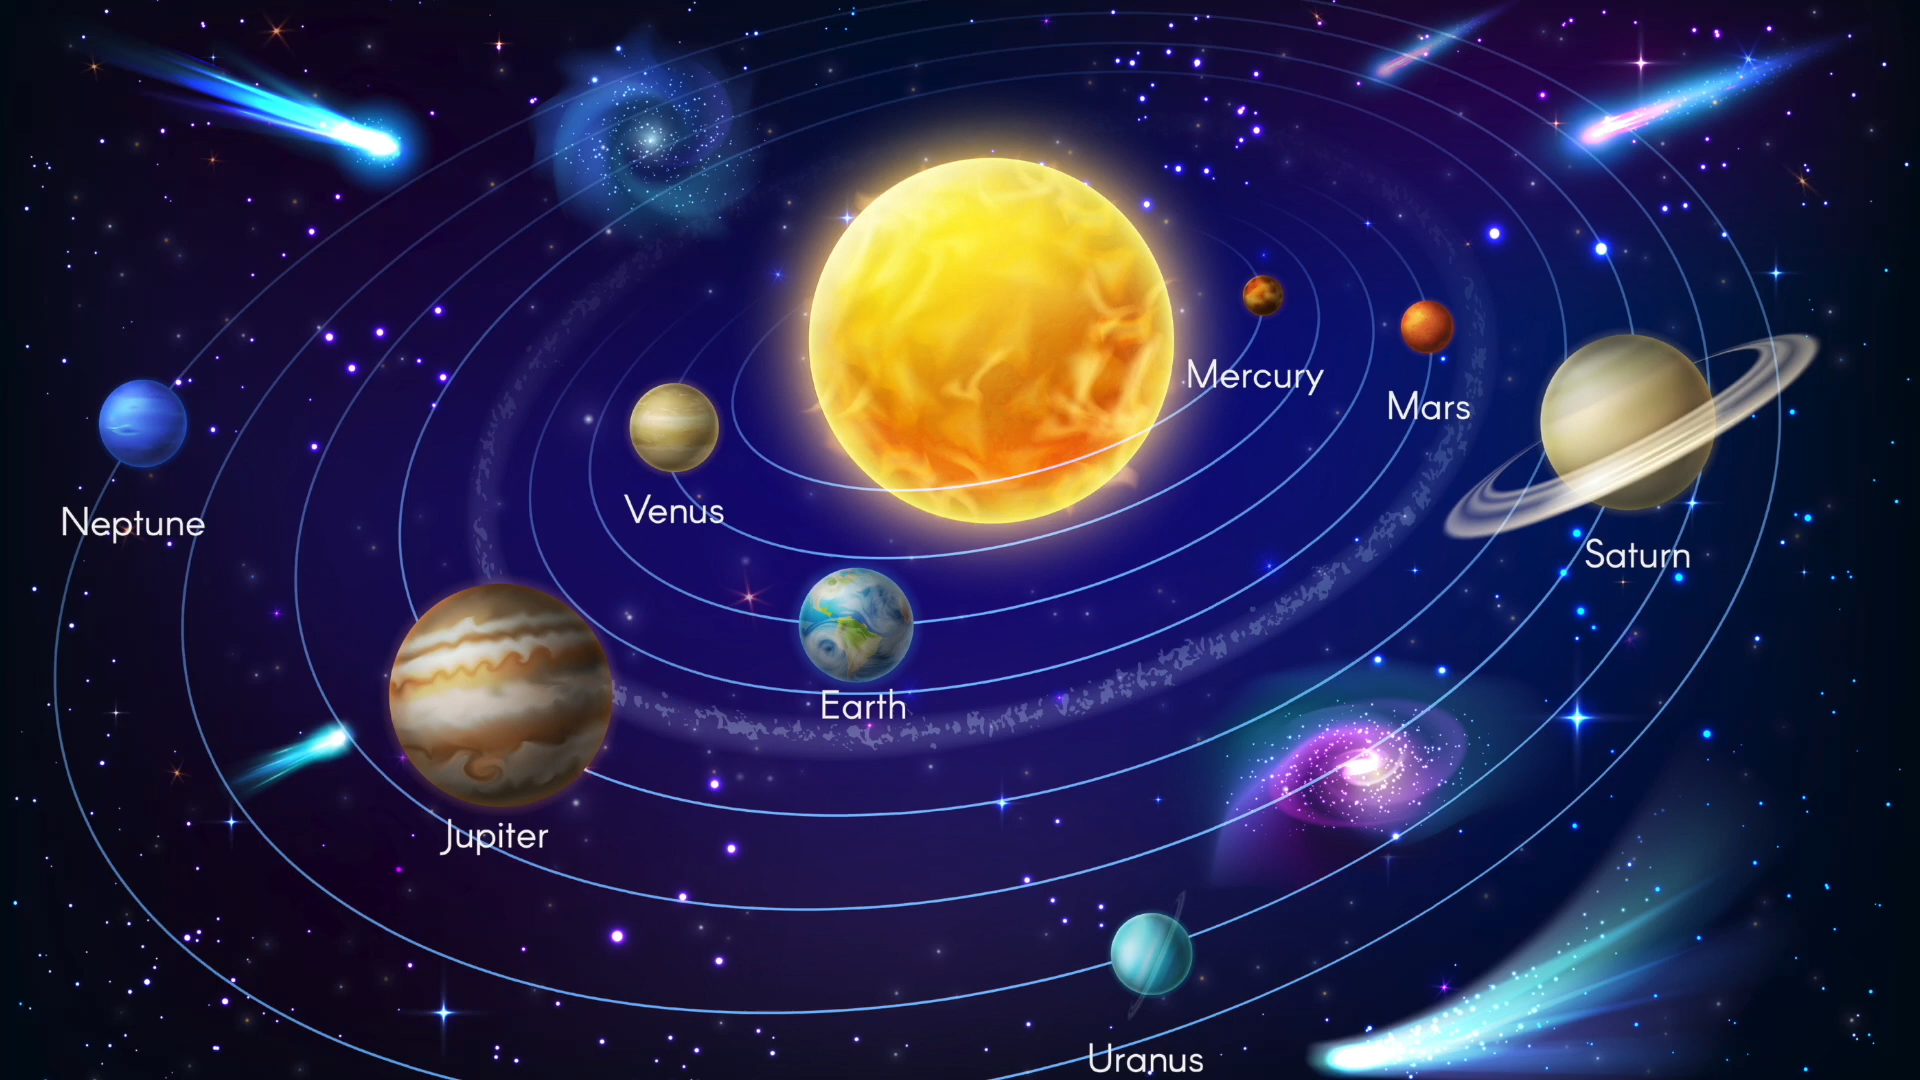 Mercury
Mars
Venus
Neptune
Saturn
Earth
Jupiter
Uranus